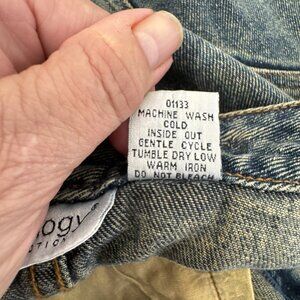 01133
MACHINE WASH
COLD
INSIDE OUT
GENTLE CYCLE
TUMBLE DRY LOW
WARM IRON
DO NOT BLEACH